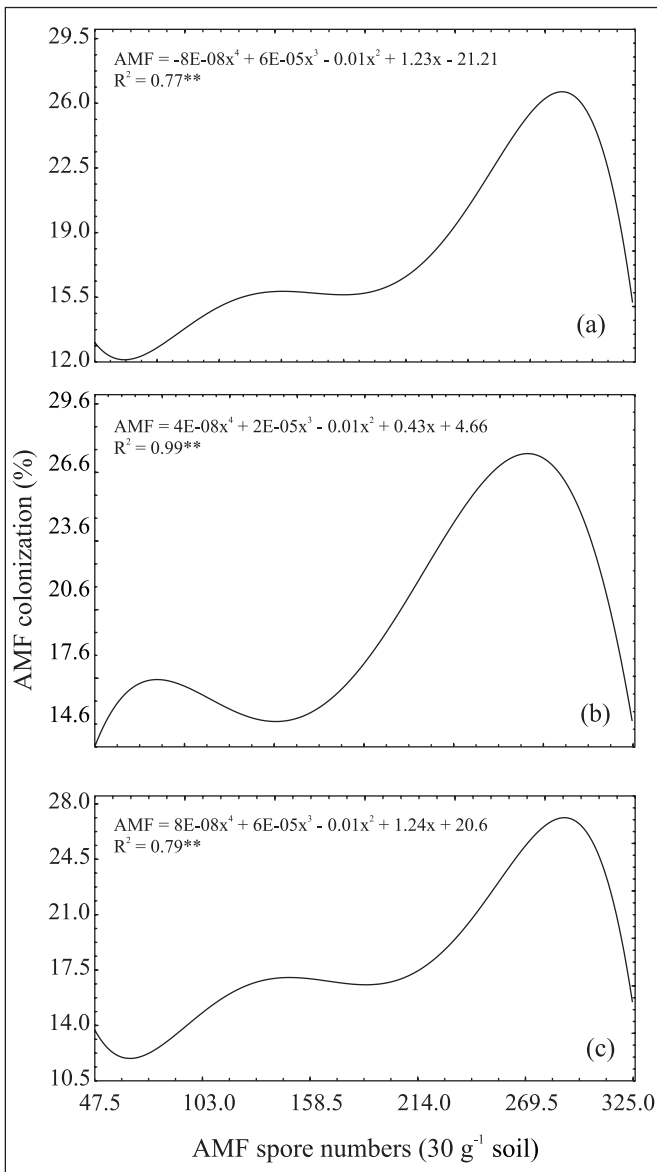 29.5
AMF = -8E-08x⁴ + 6E-05x³ - 0.01x² + 1.23x - 21.21
R² = 0.77**
26.0
22.5
19.0
15.5
(a)
12.0
29.6
AMF = 4E-08x⁴ + 2E-05x³ - 0.01x² + 0.43x + 4.66
R² = 0.99**
26.6
23.6
20.6
17.6
14.6
(b)
AMF colonization (%)
28.0
AMF = 8E-08x⁴ + 6E-05x³ - 0.01x² + 1.24x + 20.6
R² = 0.79**
24.5
21.0
17.5
14.0
(c)
10.5
47.5 103.0 158.5 214.0 269.5 325.0
AMF spore numbers (30 g⁻¹ soil)